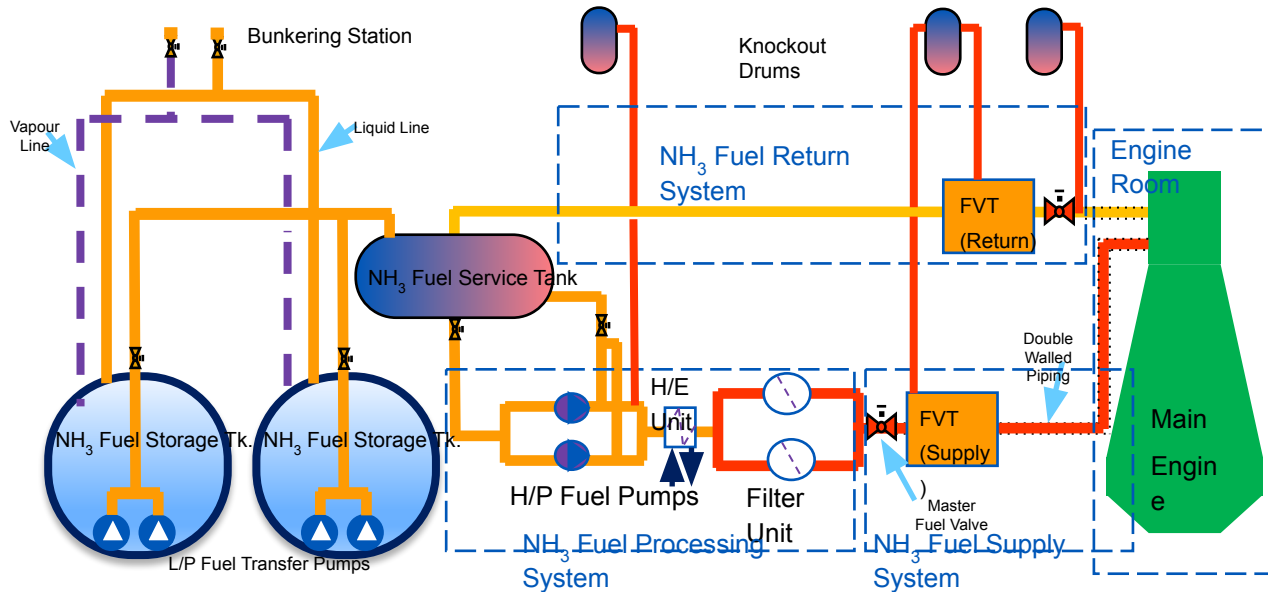 Bunkering Station
Knockout
Drums
Vapour
Line
Liquid Line
NH₃ Fuel Return
System
Engine
Room
FVT
(Return)
NH₃ Fuel Service Tank
Double
Walled
Piping
H/E
Unit
NH₃ Fuel Storage Tk.
NH₃ Fuel Storage Tk.
FVT
(Supply
)
Main
Engin
e
H/P Fuel Pumps
Filter
Unit
Master
Fuel Valve
L/P Fuel Transfer Pumps
NH₃ Fuel Processing
System
NH₃ Fuel Supply
System